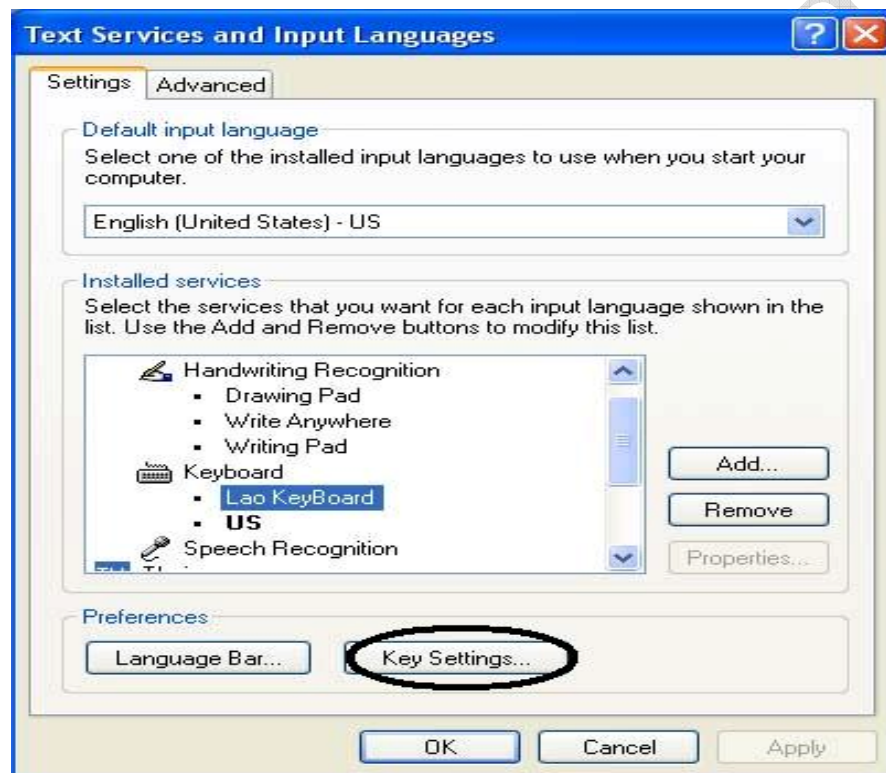 Text Services and Input Languages
Settings
Advanced
Default input language
Select one of the installed input languages to use when you start your
computer.
English (United States) - US
Installed services
Select the services that you want for each input language shown in the
list. Use the Add and Remove buttons to modify this list.
Handwriting Recognition
▪ Drawing Pad
▪ Write Anywhere
▪ Writing Pad
Keyboard
▪ Lao KeyBoard
▪ US
Speech Recognition
Add...
Remove
Properties...
Preferences
Language Bar...
Key Settings...
OK
Cancel
Apply